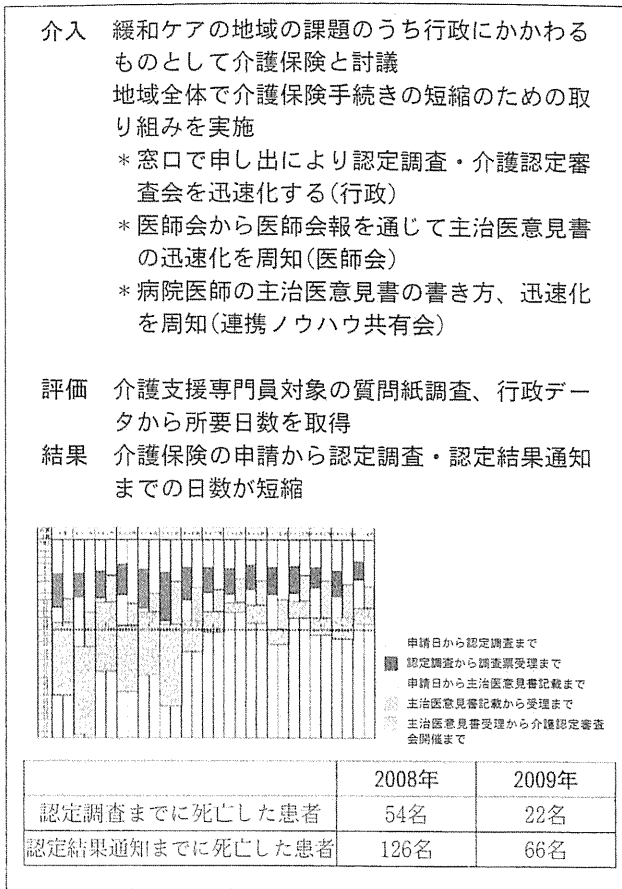 介入 緩和ケアの地域の課題のうち行政にかかわる
ものとして介護保険と討議
地域全体で介護保険手続きの短縮のための取
り組みを実施
*窓口で申し出により認定調査・介護認定審
査会を迅速化する(行政)
*医師会から医師会報を通じて主治医意見書
の迅速化を周知(医師会)
*病院医師の主治医意見書の書き方、迅速化
を周知(連携ノウハウ共有会)
評価 介護支援専門員対象の質問紙調査、行政デー
タから所要日数を取得
結果 介護保険の申請から認定調査・認定結果通知
までの日数が短縮
申請日から認定調査まで
認定調査から調査票受理まで
申請日から主治医意見書記載まで
主治医意見書記載から受理まで
主治医意見書受理から介護認定審査
会開催まで
2008年 2009年
認定調査までに死亡した患者 54名 22名
認定結果通知までに死亡した患者 126名 66名